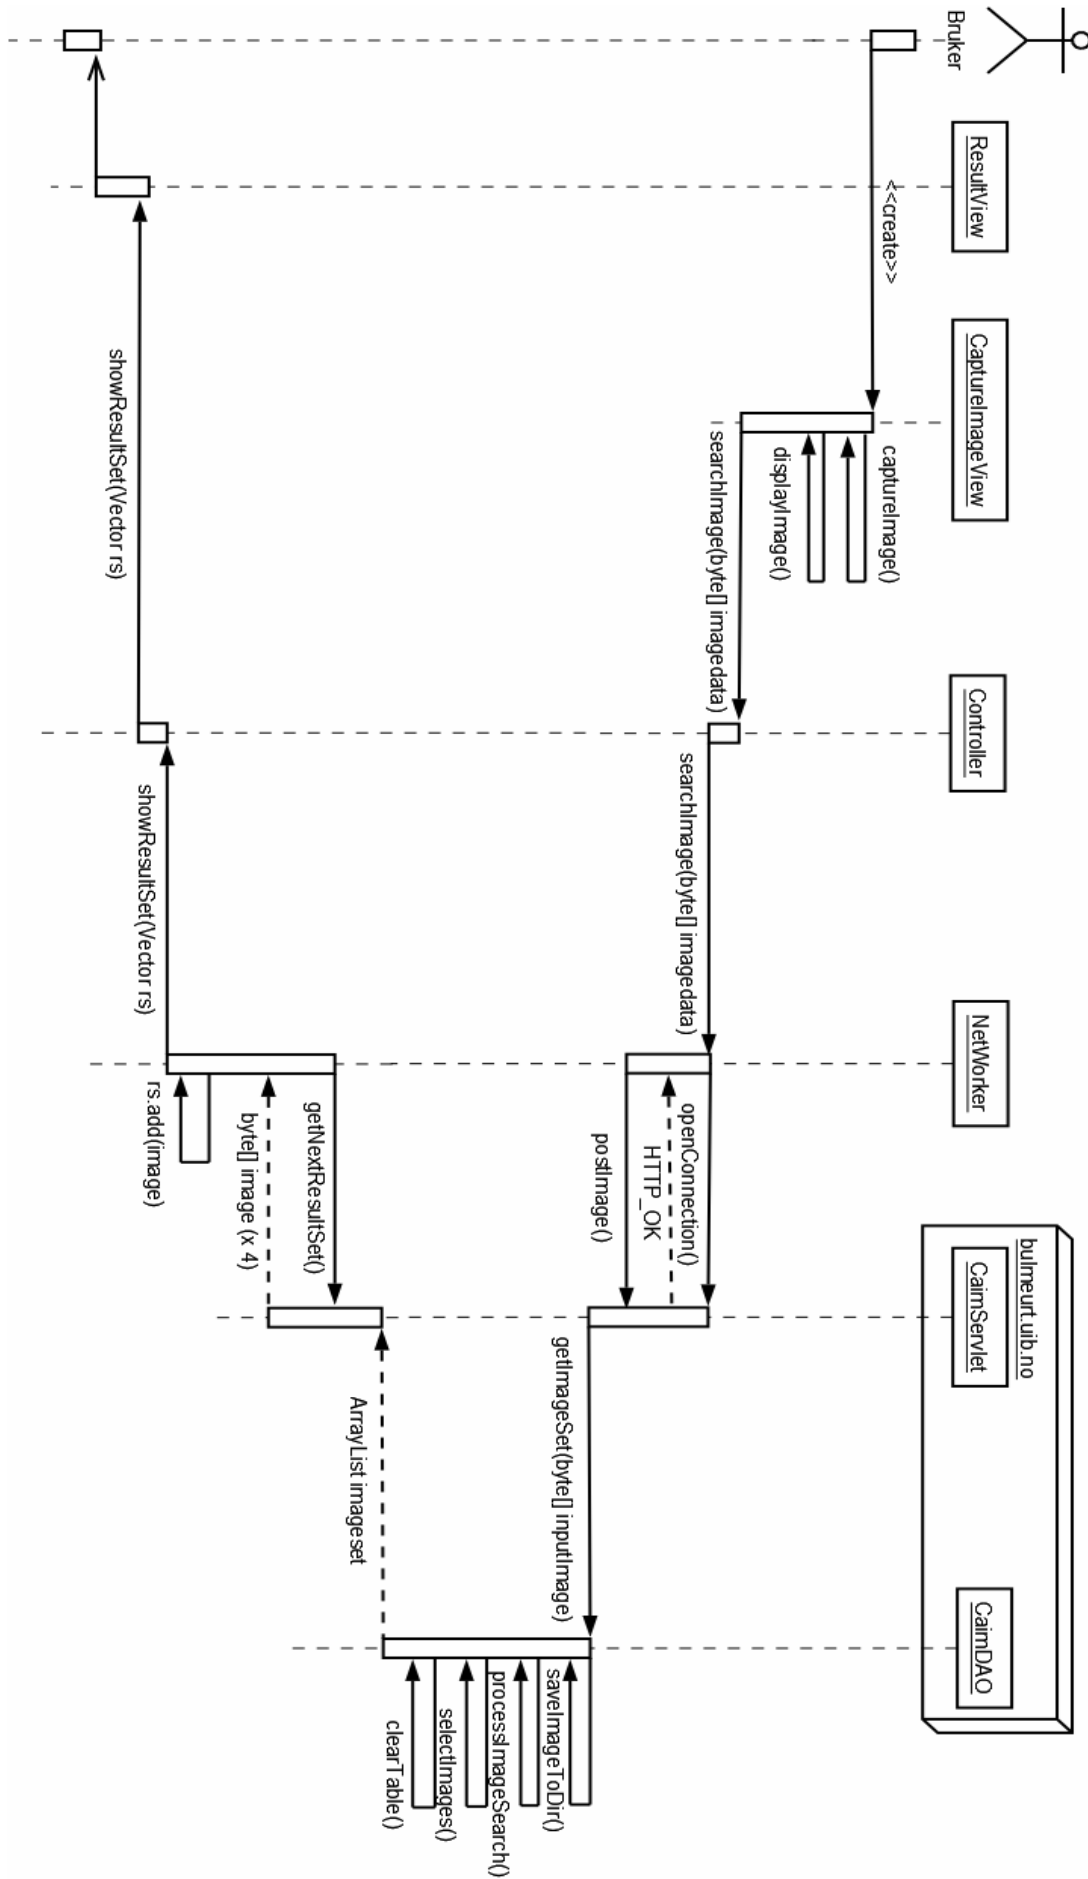 Bruker
ResultView
CaptureImageView
Controller
NetWorker
bulmeurt.uib.no
CaimServlet
CaimDAO
<<create>>
captureImage()
displayImage()
searchImage(byte[] imagedata)
searchImage(byte[] imagedata)
openConnection()
HTTP_OK
postImage()
getImageSet(byte[] inputImage)
saveImageToDir()
processImageSearch()
selectImages()
clearTable()
ArrayList imageset
getNextResultSet()
byte[] image (x 4)
rs.add(image)
showResultSet(Vector rs)
showResultSet(Vector rs)